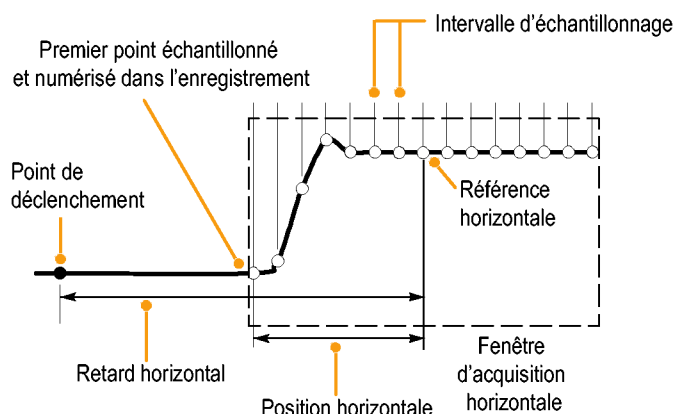 Intervalle d'échantillonnage
Premier point échantillonné
et numérisé dans l'enregistrement
Point de
déclenchement
Référence
horizontale
Retard horizontal
Position horizontale
Fenêtre
d'acquisition
horizontale